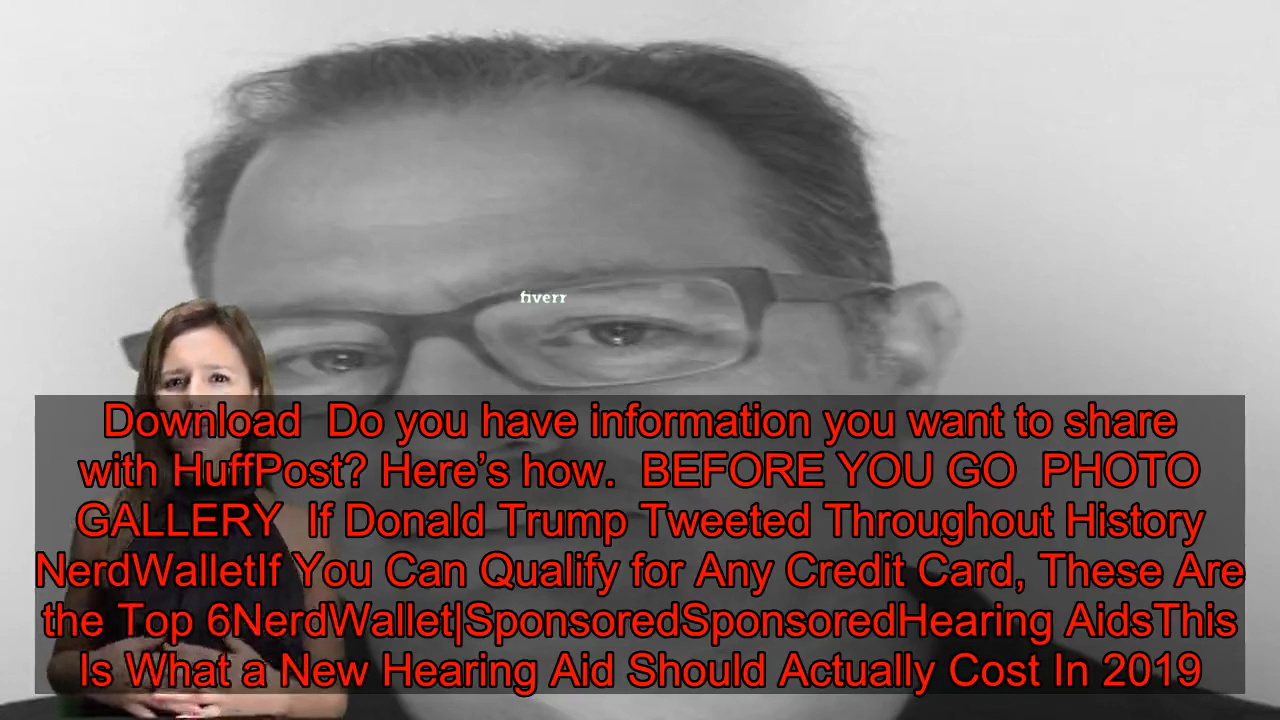 fiverr
Download  Do you have information you want to share
with HuffPost? Here’s how.  BEFORE YOU GO  PHOTO
GALLERY  If Donald Trump Tweeted Throughout History
NerdWalletIf You Can Qualify for Any Credit Card, These Are
the Top 6NerdWallet|SponsoredSponsoredHearing AidsThis
Is What a New Hearing Aid Should Actually Cost In 2019